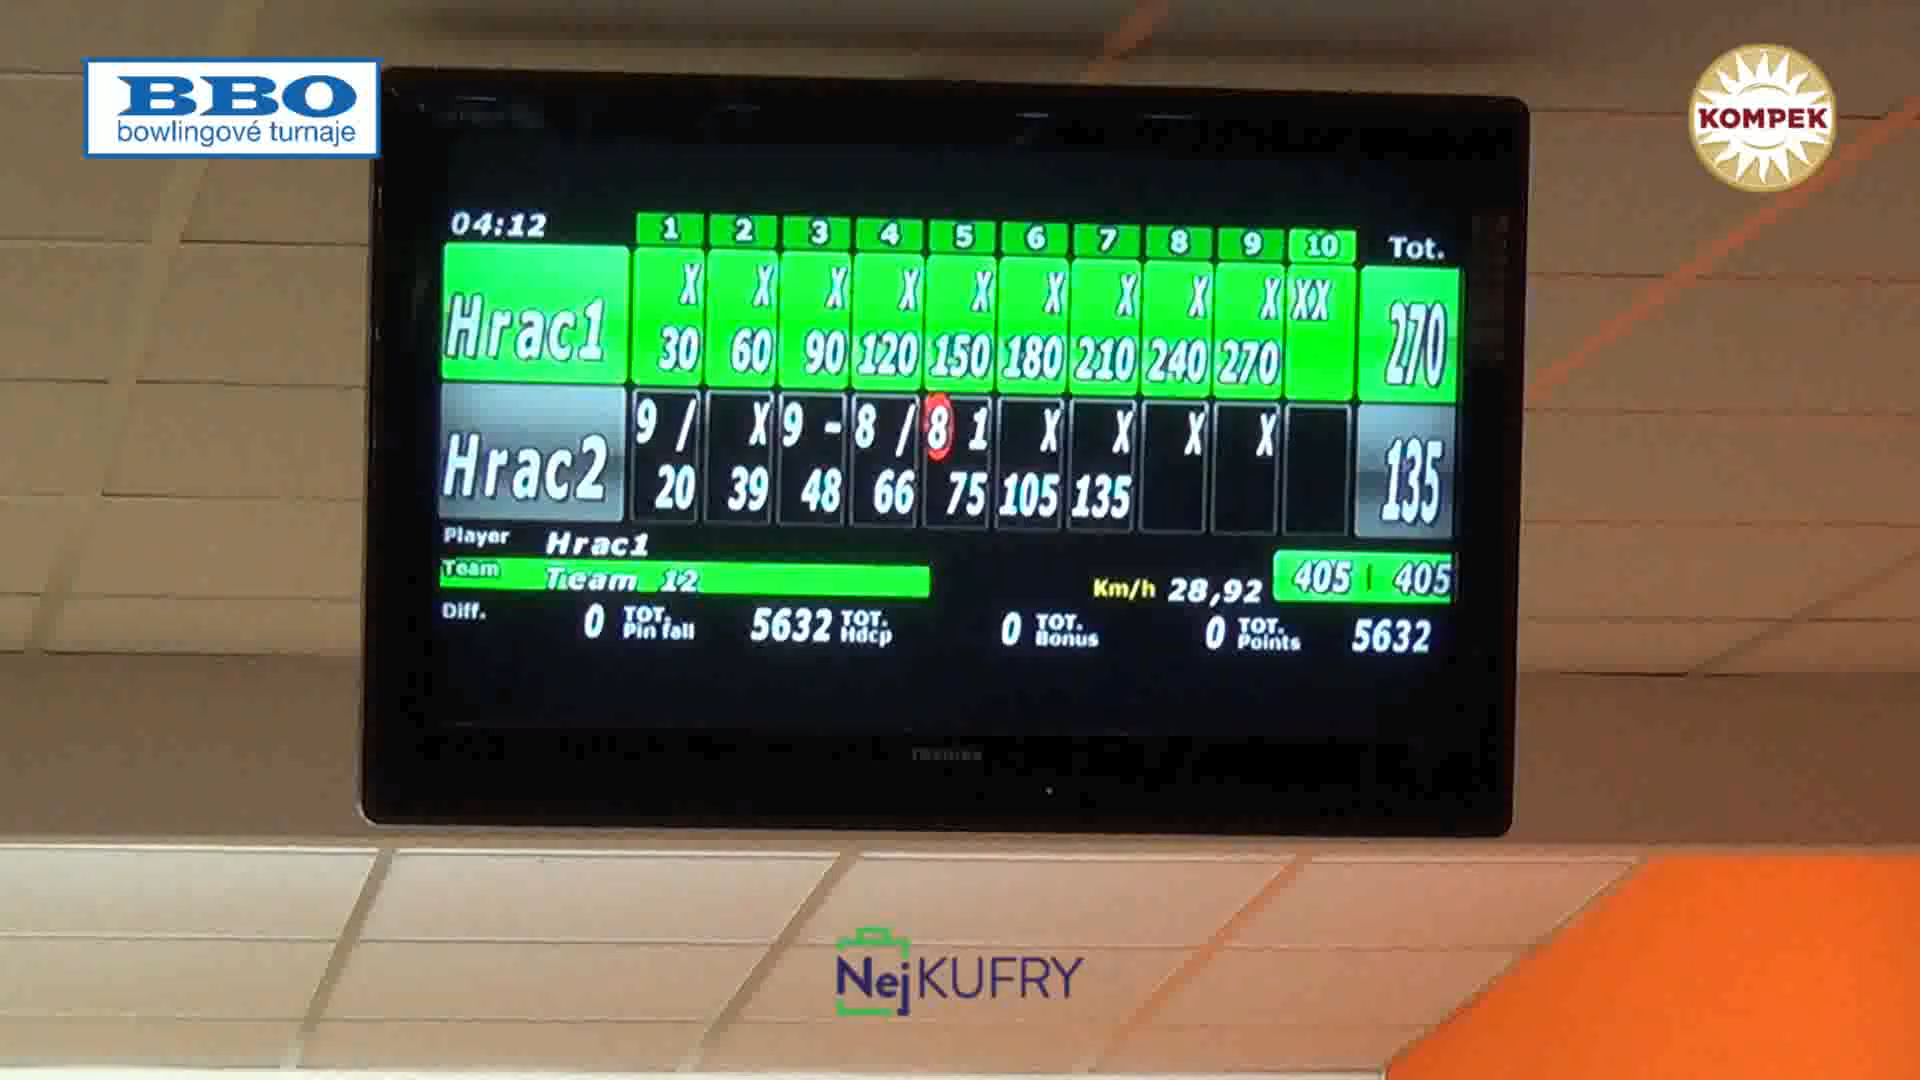 BBO
bowlingové turnaje
KOMPEK
04:12 1 2 3 4 5 6 7 8 9 10 Tot.
Hrac1 X X X X X X X X X XX
30 60 90 120 150 180 210 240 270 270
Hrac2 9 / X 9 - 8 / 8 1 X X X X
20 39 48 66 75 105 135 135
Player Hrac1
Team Team 12
Km/h 28,92 405 | 405
Diff. 0 TOT. Pin fall 5632 TOT. Hdcp 0 TOT. Bonus 0 TOT. Points 5632
TOSHIBA
NejKUFRY